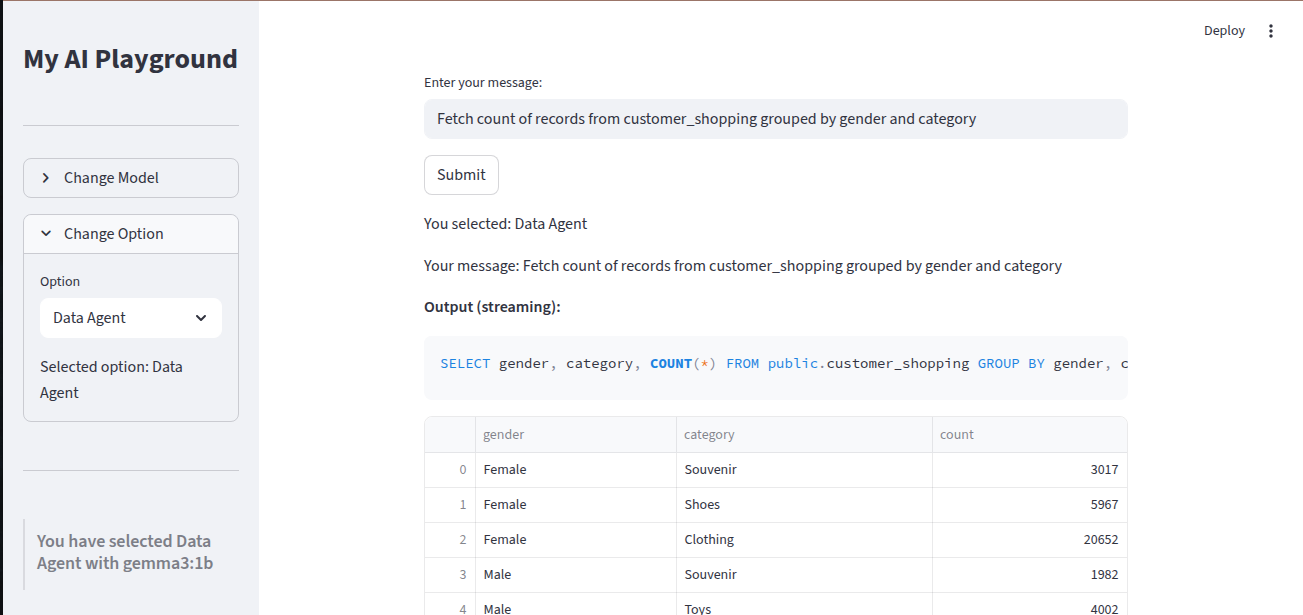 My AI Playground
Change Model
Change Option
Option
Data Agent
Selected option: Data
Agent
You have selected Data
Agent with gemma3:1b
Deploy
Enter your message:
Fetch count of records from customer_shopping grouped by gender and category
Submit
You selected: Data Agent
Your message: Fetch count of records from customer_shopping grouped by gender and category
Output (streaming):
SELECT gender, category, COUNT(*) FROM public.customer_shopping GROUP BY gender, c
gender category count
0 Female Souvenir 3017
1 Female Shoes 5967
2 Female Clothing 20652
3 Male Souvenir 1982
4 Male Toys 4002